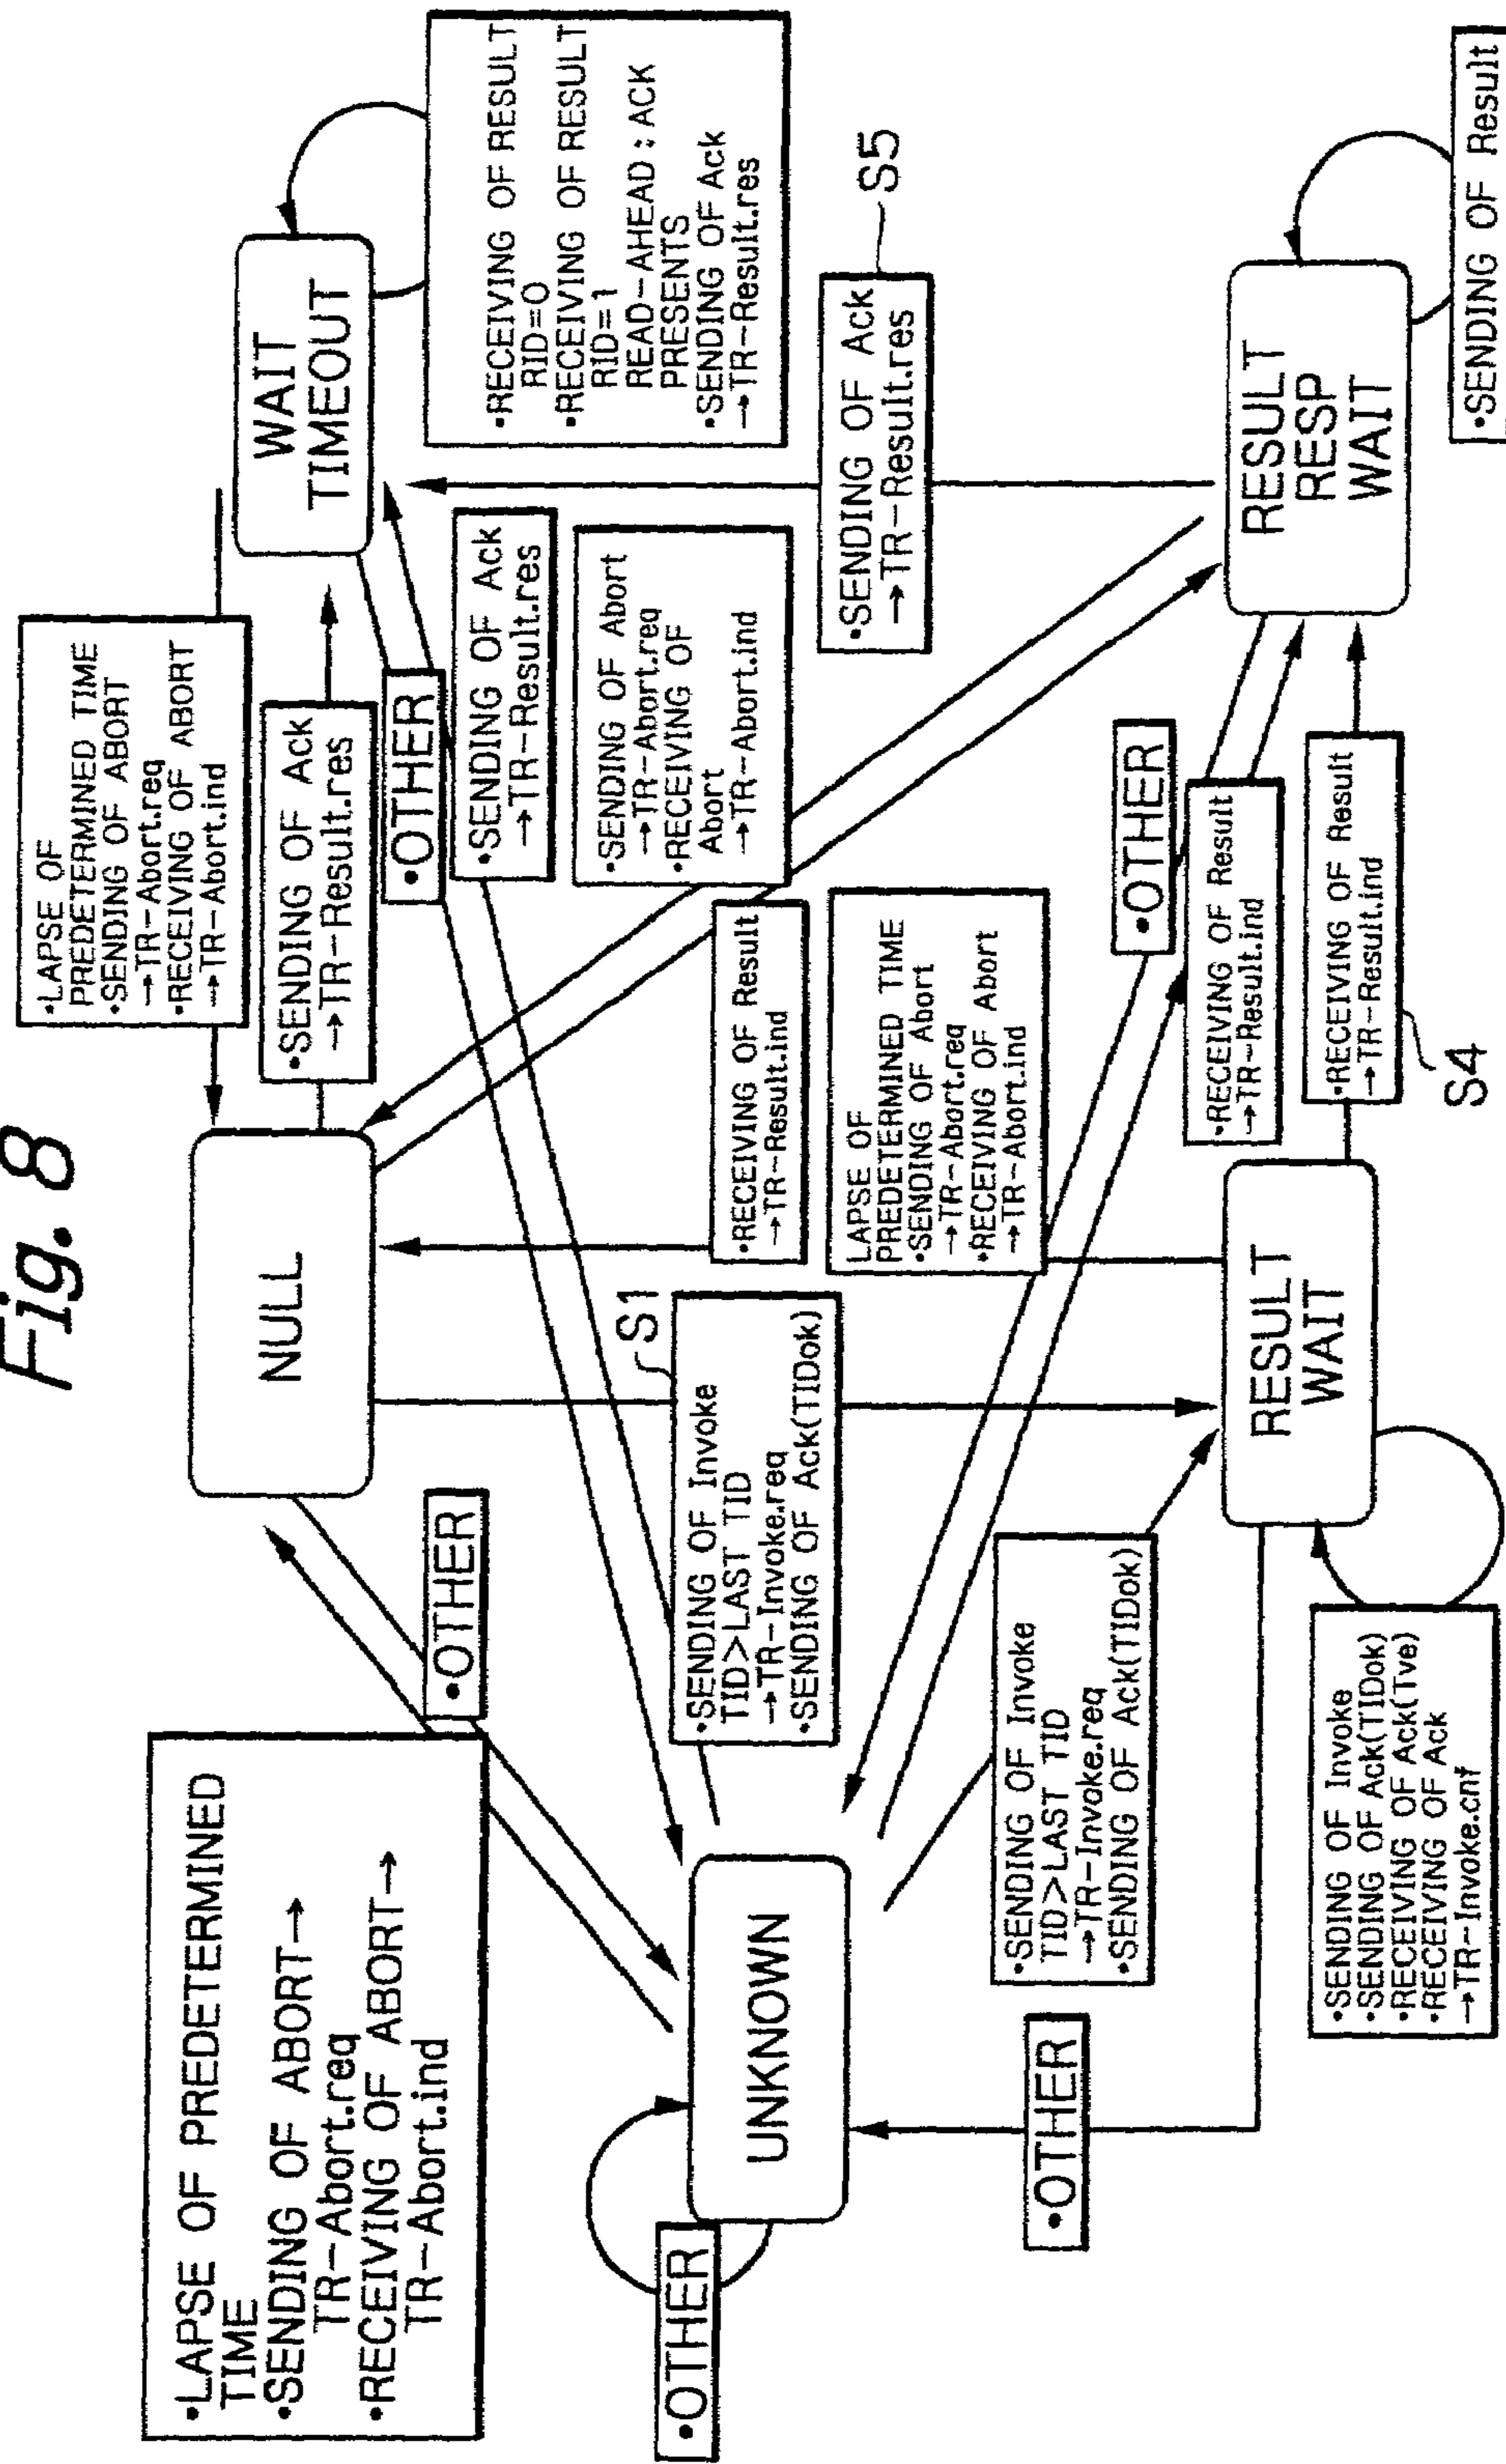 Fig. 8
•LAPSE OF PREDETERMINED
TIME
•SENDING OF ABORT→
TR-Abort.req
•RECEIVING OF ABORT→
TR-Abort.ind
•OTHER
NULL
•LAPSE OF
PREDETERMINED TIME
•SENDING OF ABORT
→TR-Abort.req
•RECEIVING OF ABORT
→TR-Abort.ind
•SENDING OF Ack
→TR-Result.res
WAIT
TIMEOUT
•RECEIVING OF RESULT
RID=0
•RECEIVING OF RESULT
RID=1
READ-AHEAD:ACK
PRESENTS
•SENDING OF Ack
→TR-Result.res
•OTHER
•SENDING OF Ack
→TR-Result.res
•SENDING OF Abort
→TR-Abort.req
•RECEIVING OF
Abort
→TR-Abort.ind
•OTHER
UNKNOWN
S1
•SENDING OF Invoke
TID>LAST TID
→TR-Invoke.req
•SENDING OF Ack(TIDok)
•RECEIVING OF Result
→TR-Result.ind
LAPSE OF
PREDETERMINED TIME
•SENDING OF Abort
→TR-Abort.req
•RECEIVING OF Abort
→TR-Abort.ind
•SENDING OF Ack
→TR-Result.res
S5
•OTHER
•SENDING OF Invoke
TID>LAST TID
→TR-Invoke.req
•SENDING OF Ack(TIDok)
•OTHER
•RECEIVING OF Result
→TR-Result.ind
•SENDING OF Invoke
•SENDING OF Ack(TIDok)
•RECEIVING OF Ack(Tve)
•RECEIVING OF Ack
→TR-Invoke.cnf
RESULT
WAIT
•RECEIVING OF Result
→TR-Result.ind
S4
RESULT
RESP
WAIT
•SENDING OF Result